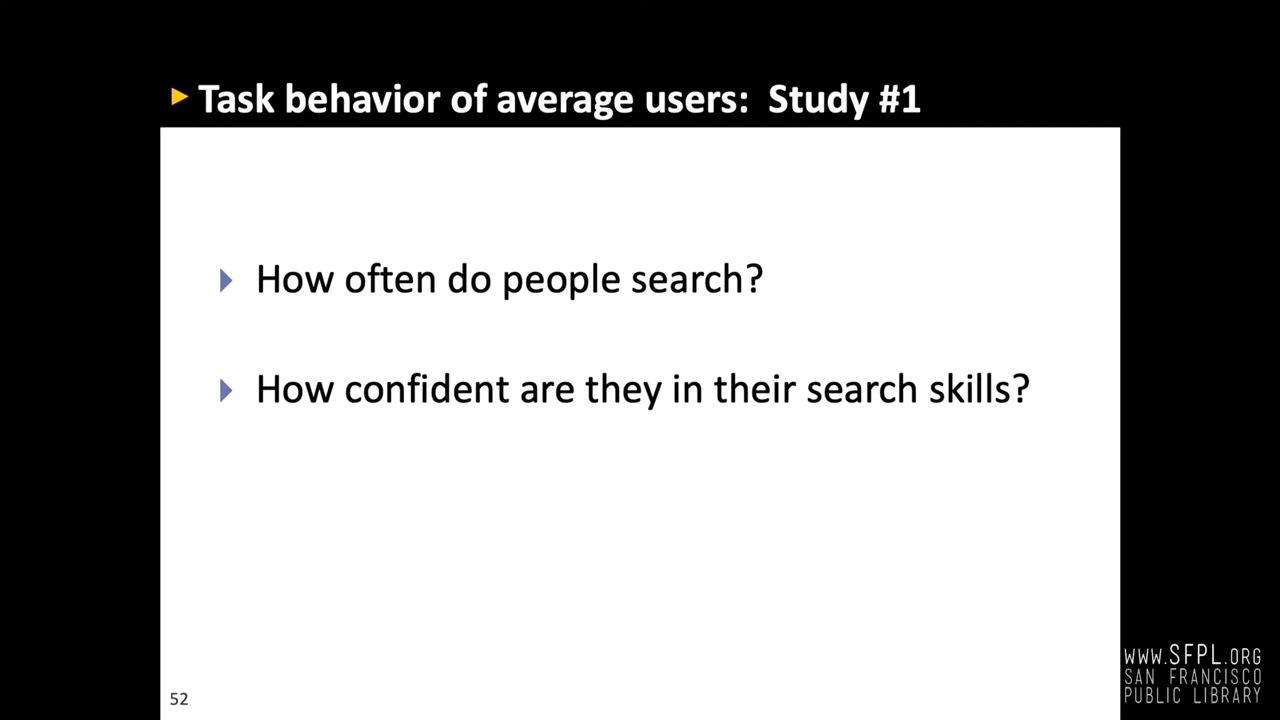 Task behavior of average users: Study #1
How often do people search?
How confident are they in their search skills?
52
WWW.SFPL.ORG
SAN FRANCISCO
PUBLIC LIBRARY